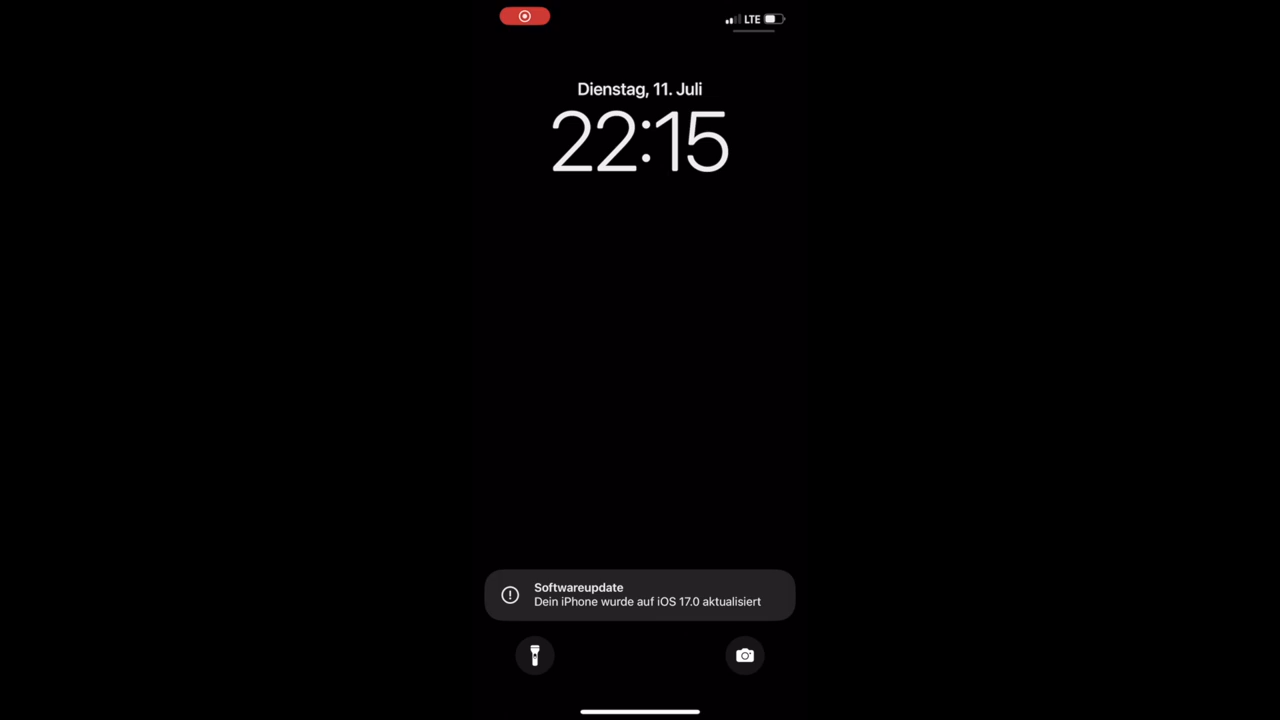 LTE
Dienstag, 11. Juli
22:15
Softwareupdate
Dein iPhone wurde auf iOS 17.0 aktualisiert